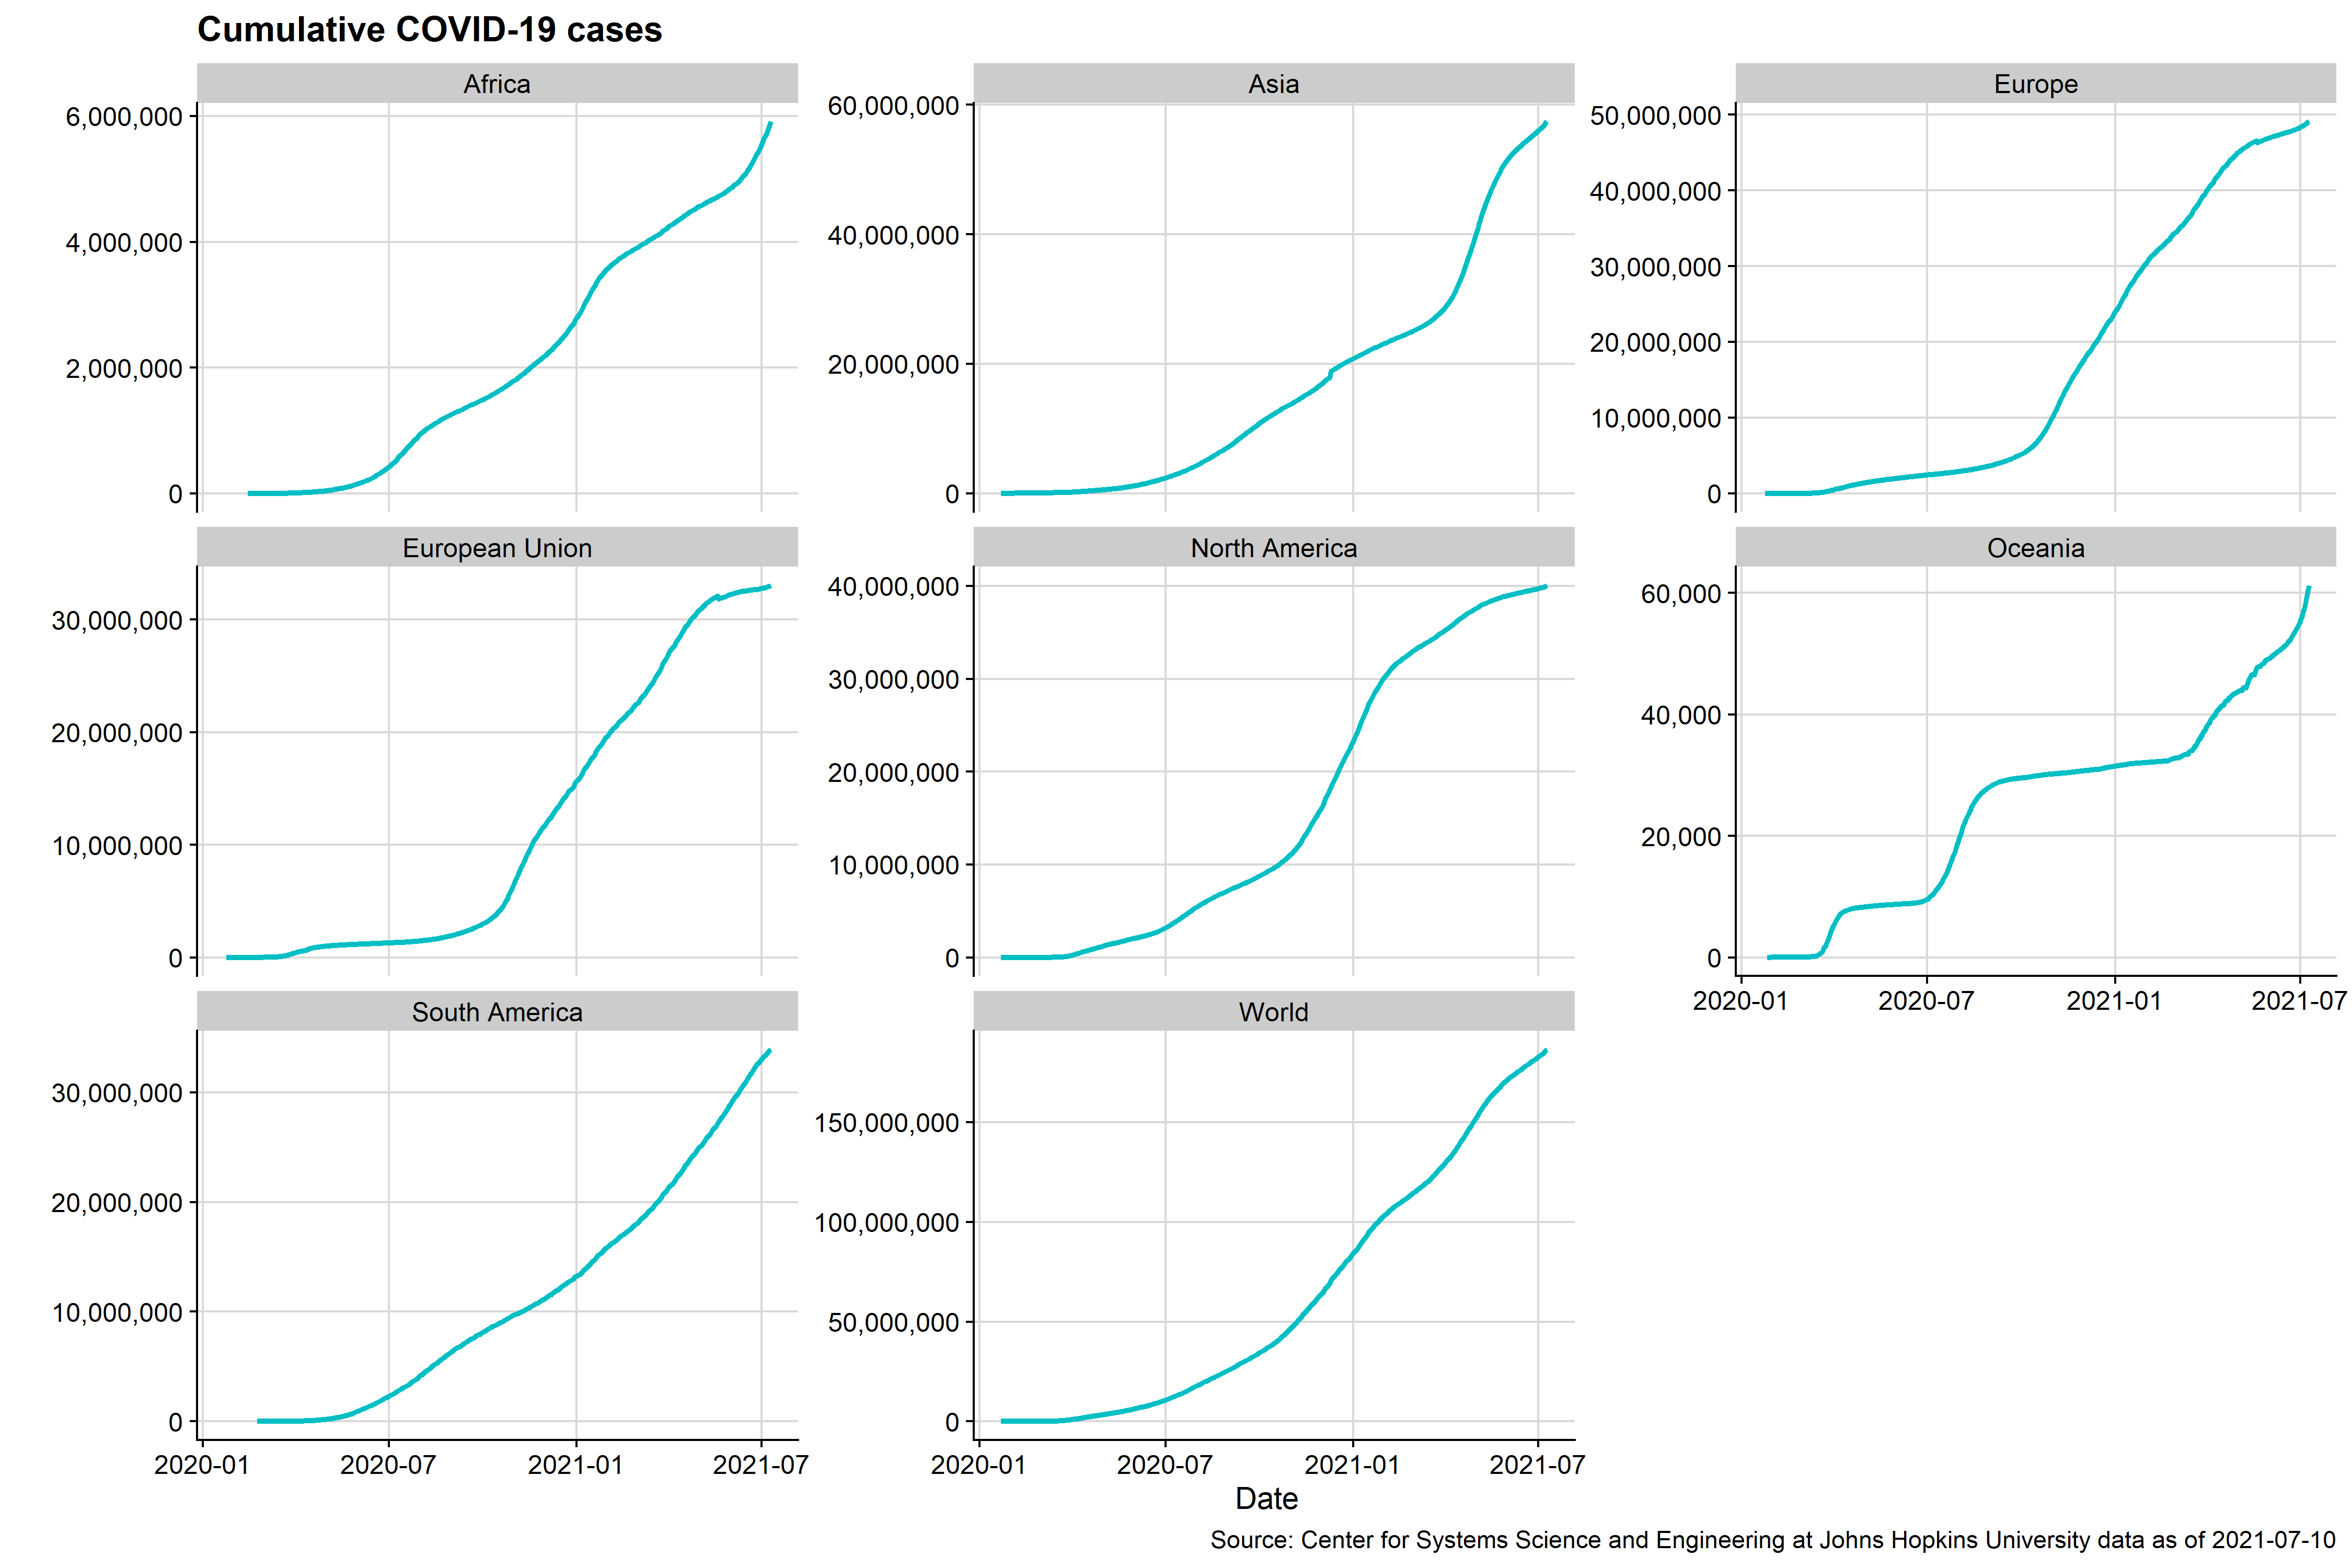 Cumulative COVID-19 cases
Africa
6,000,000
4,000,000
2,000,000
0
Asia
60,000,000
40,000,000
20,000,000
0
Europe
50,000,000
40,000,000
30,000,000
20,000,000
10,000,000
0
European Union
30,000,000
20,000,000
10,000,000
0
North America
40,000,000
30,000,000
20,000,000
10,000,000
0
Oceania
60,000
40,000
20,000
0
2020-01 2020-07 2021-01 2021-07
South America
30,000,000
20,000,000
10,000,000
0
2020-01 2020-07 2021-01 2021-07
World
150,000,000
100,000,000
50,000,000
0
2020-01 2020-07 2021-01 2021-07
Date
Source: Center for Systems Science and Engineering at Johns Hopkins University data as of 2021-07-10